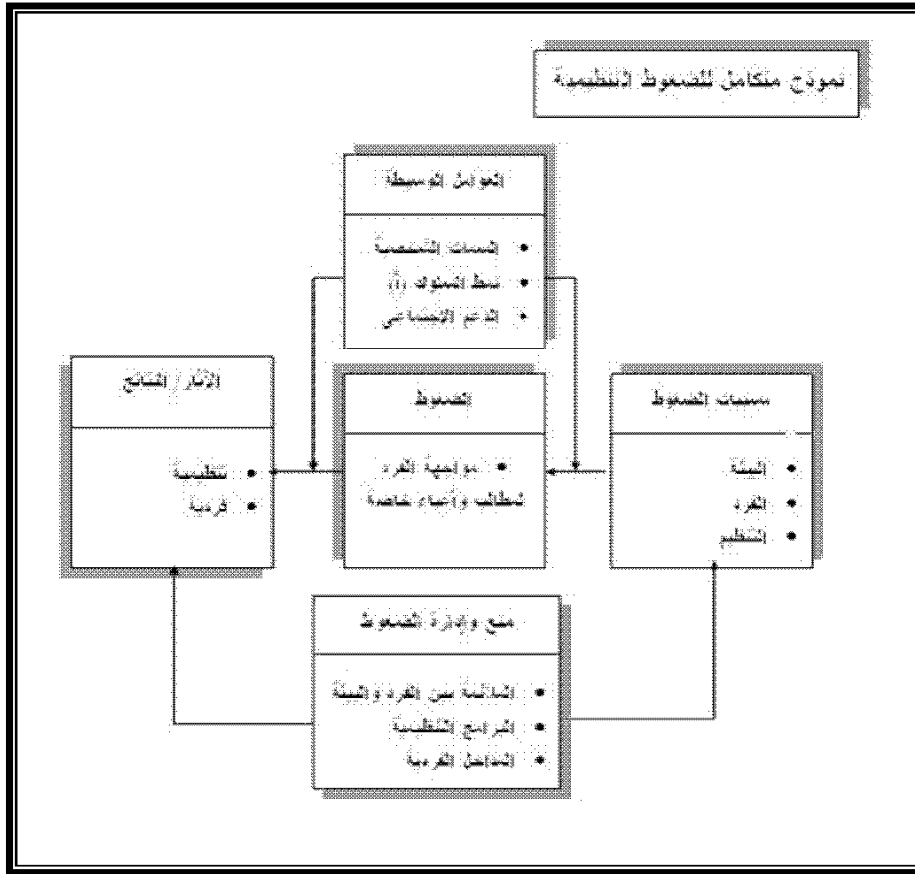 نموذج متكامل للضغوط التنظيمية
العوامل الوسيطة
• السمات الشخصية
• نمط السلوك (أ)
• الدعم الاجتماعي
مسببات الضغوط
• البيئة
• الفرد
• التنظيم
الضغوط
• مواجهة الفرد
لمطالب وأعباء خاصة
الآثار / النتائج
• تنظيمية
• فردية
منع وإدارة الضغوط
• الملائمة بين الفرد والبيئة
• البرامج التنظيمية
• المداخل الفردية